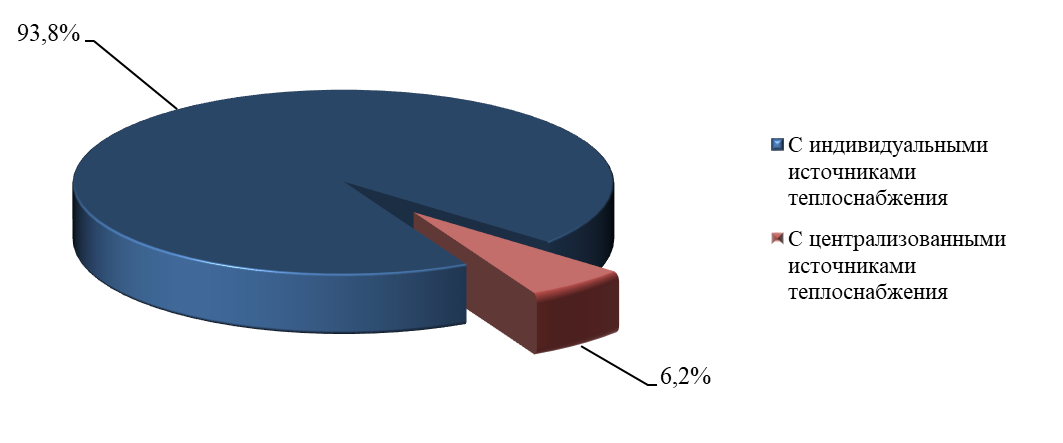 93,8%
С индивидуальными
источниками
теплоснабжения
С централизованными
источниками
теплоснабжения
6,2%